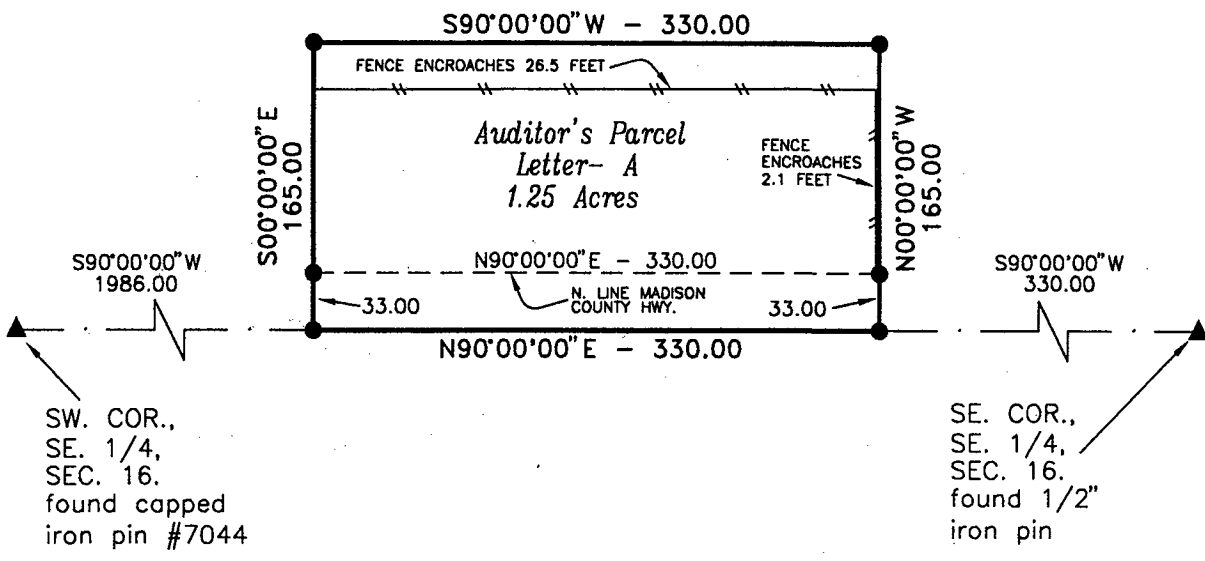 S90°00'00"W - 330.00
FENCE ENCROACHES 26.5 FEET
S00°00'00"E
165.00
Auditor's Parcel
Letter- A
1.25 Acres
FENCE
ENCROACHES
2.1 FEET
N00°00'00"W
165.00
S90°00'00"W
1986.00
N90°00'00"E - 330.00
S90°00'00"W
330.00
33.00
N. LINE MADISON
COUNTY HWY.
33.00
N90°00'00"E - 330.00
SW. COR.,
SE. 1/4,
SEC. 16.
found capped
iron pin #7044
SE. COR.,
SE. 1/4,
SEC. 16.
found 1/2"
iron pin